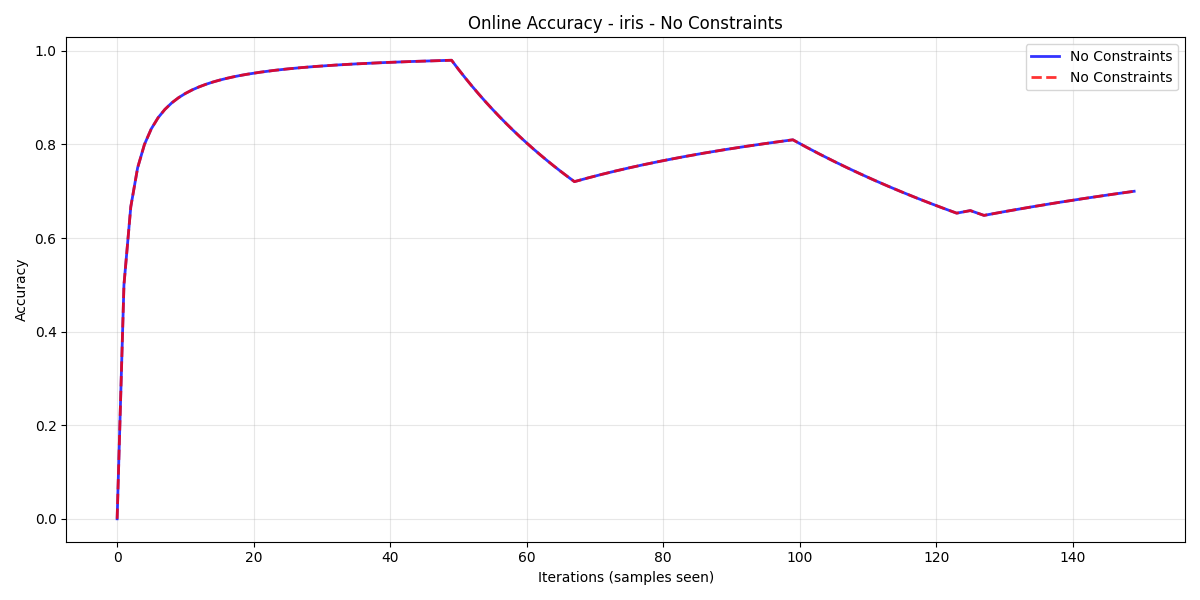 Online Accuracy - iris - No Constraints
No Constraints
No Constraints
1.0
0.8
0.6
0.4
0.2
0.0
Accuracy
0 20 40 60 80 100 120 140
Iterations (samples seen)